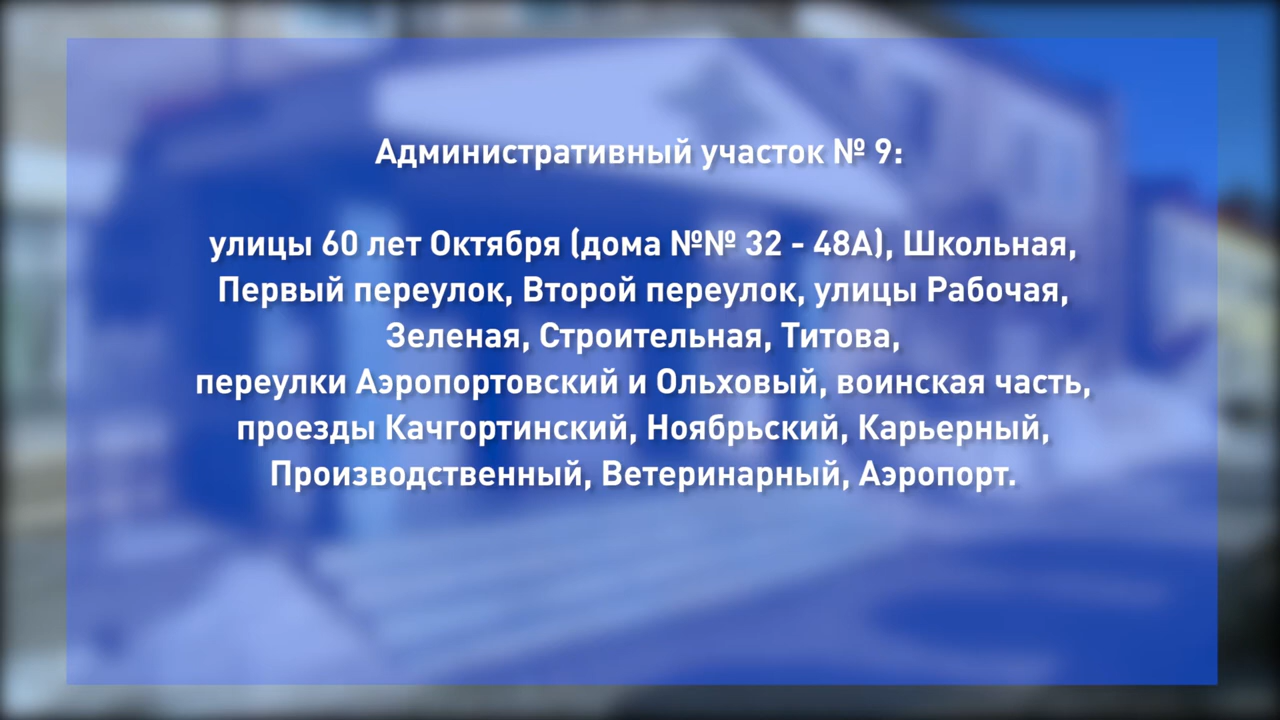 Административный участок № 9:
улицы 60 лет Октября (дома №№ 32 - 48А), Школьная,
Первый переулок, Второй переулок, улицы Рабочая,
Зеленая, Строительная, Титова,
переулки Аэропортовский и Ольховый, воинская часть,
проезды Качгортинский, Ноябрьский, Карьерный,
Производственный, Ветеринарный, Аэропорт.